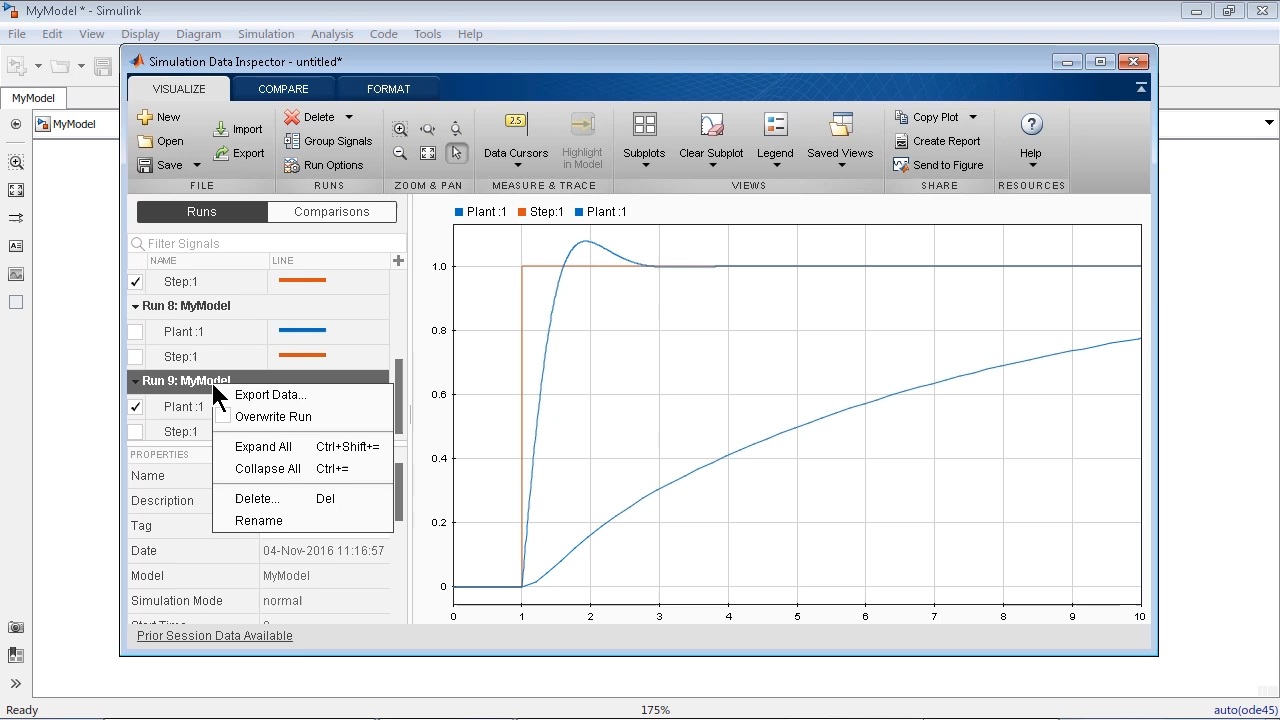 MyModel * - Simulink
File Edit View Display Diagram Simulation Analysis Code Tools Help
Simulation Data Inspector - untitled*
VISUALIZE COMPARE FORMAT
MyModel
MyModel
New
Open
Save
Import
Export
FILE
Delete
Group Signals
Run Options
RUNS
ZOOM & PAN
2.5
Data Cursors
Highlight
in Model
MEASURE & TRACE
Subplots
Clear Subplot
Legend
Saved Views
VIEWS
Copy Plot
Create Report
Send to Figure
SHARE
?
Help
RESOURCES
Runs Comparisons
Filter Signals
NAME LINE
Step:1
Run 8: MyModel
Plant :1
Step:1
Run 9: MyModel
Plant :1
Step:1
Export Data...
Overwrite Run
Expand All Ctrl+Shift+=
Collapse All Ctrl+=
Delete... Del
Rename
PROPERTIES
Name
Description
Tag
Date 04-Nov-2016 11:16:57
Model MyModel
Simulation Mode normal
Prior Session Data Available
Plant :1 Step:1 Plant :1
1.0
0.8
0.6
0.4
0.2
0
0 1 2 3 4 5 6 7 8 9 10
Ready 175% auto(ode45)